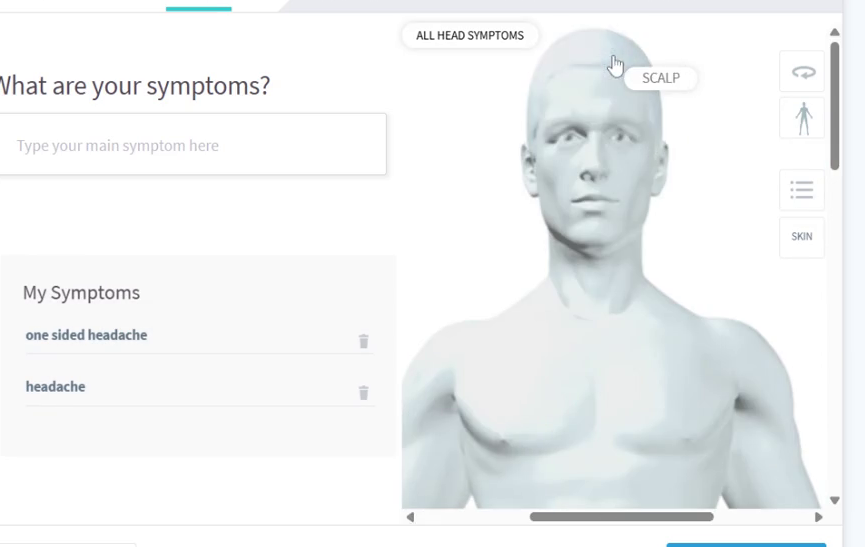 ALL HEAD SYMPTOMS
SCALP
What are your symptoms?
Type your main symptom here
SKIN
My Symptoms
one sided headache
headache